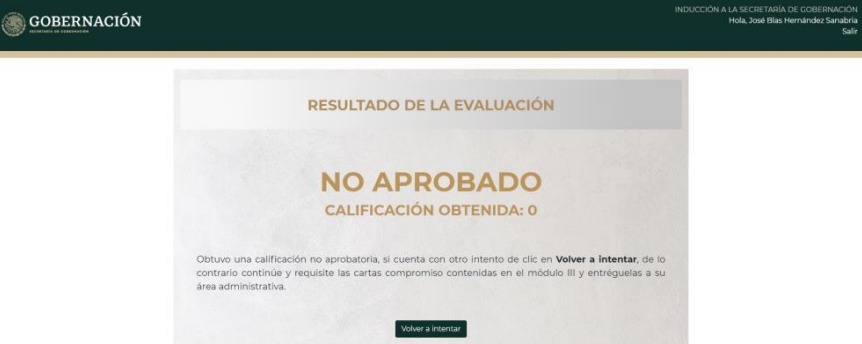 GOBERNACIÓN
SECRETARÍA DE GOBERNACIÓN
INDUCCIÓN A LA SECRETARÍA DE GOBERNACIÓN
Hola, José Blas Hernández Sanabria
Salir
RESULTADO DE LA EVALUACIÓN
NO APROBADO
CALIFICACIÓN OBTENIDA: 0
Obtuvo una calificación no aprobatoria, si cuenta con otro intento de clic en Volver a intentar, de lo
contrario continúe y requisite las cartas compromiso contenidas en el módulo III y entréguelas a su
área administrativa.
Volver a intentar